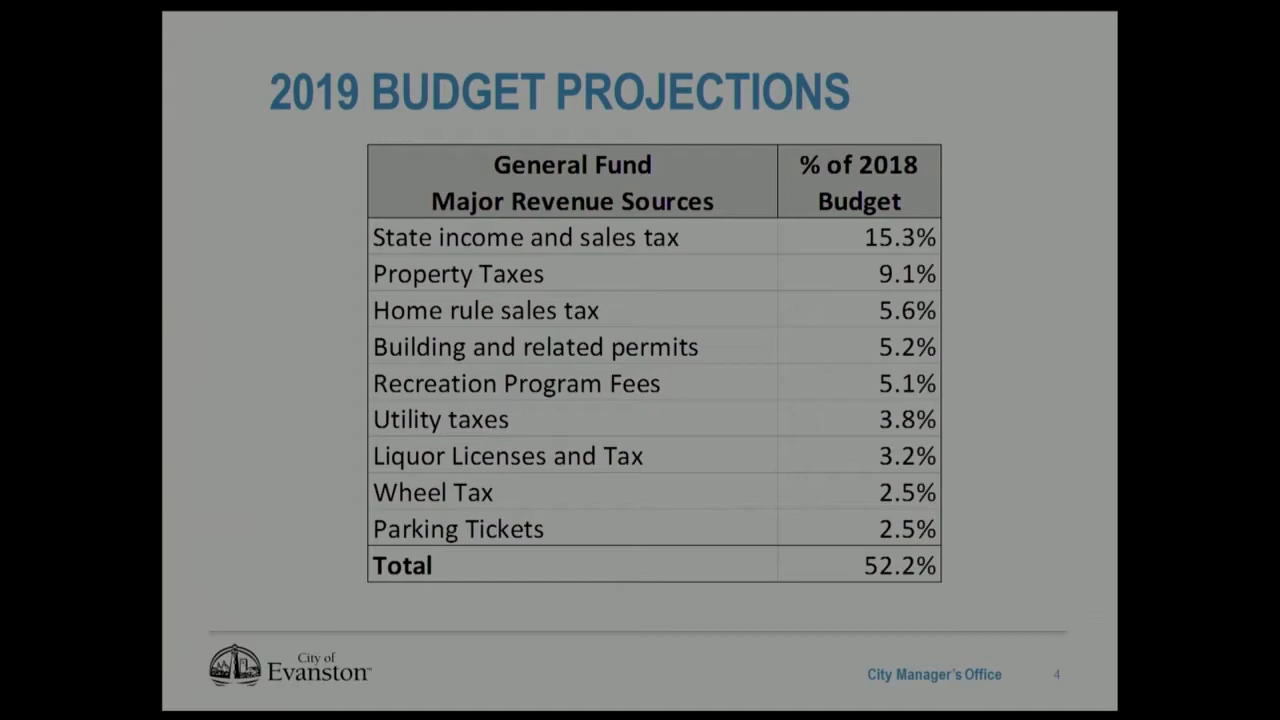 2019 BUDGET PROJECTIONS
General Fund
Major Revenue Sources
% of 2018
Budget
State income and sales tax 15.3%
Property Taxes 9.1%
Home rule sales tax 5.6%
Building and related permits 5.2%
Recreation Program Fees 5.1%
Utility taxes 3.8%
Liquor Licenses and Tax 3.2%
Wheel Tax 2.5%
Parking Tickets 2.5%
Total 52.2%
City of
Evanston™
City Manager's Office 4